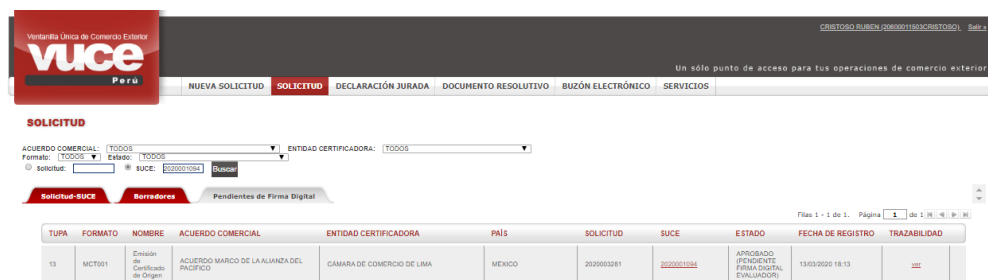 CRISTOSO RUBEN (20600011503CRISTOSO) Salir »
Ventanilla Única de Comercio Exterior
vuce
Perú
Un sólo punto de acceso para tus operaciones de comercio exterior
NUEVA SOLICITUD SOLICITUD DECLARACIÓN JURADA DOCUMENTO RESOLUTIVO BUZÓN ELECTRÓNICO SERVICIOS
SOLICITUD
ACUERDO COMERCIAL: TODOS ENTIDAD CERTIFICADORA: TODOS
Formato: TODOS Estado: TODOS
Solicitud: SUCE: 2020001094 Buscar
Solicitud-SUCE Borradores Pendientes de Firma Digital
Filas 1 - 1 de 1. Página 1 de 1
TUPA FORMATO NOMBRE ACUERDO COMERCIAL ENTIDAD CERTIFICADORA PAÍS SOLICITUD SUCE ESTADO FECHA DE REGISTRO TRAZABILIDAD
13 MCT001 Emisión de Certificado de Origen ACUERDO MARCO DE LA ALIANZA DEL PACÍFICO CÁMARA DE COMERCIO DE LIMA MÉXICO 2020003281 2020001094 APROBADO (PENDIENTE FIRMA DIGITAL EVALUADOR) 13/03/2020 18:13 ver